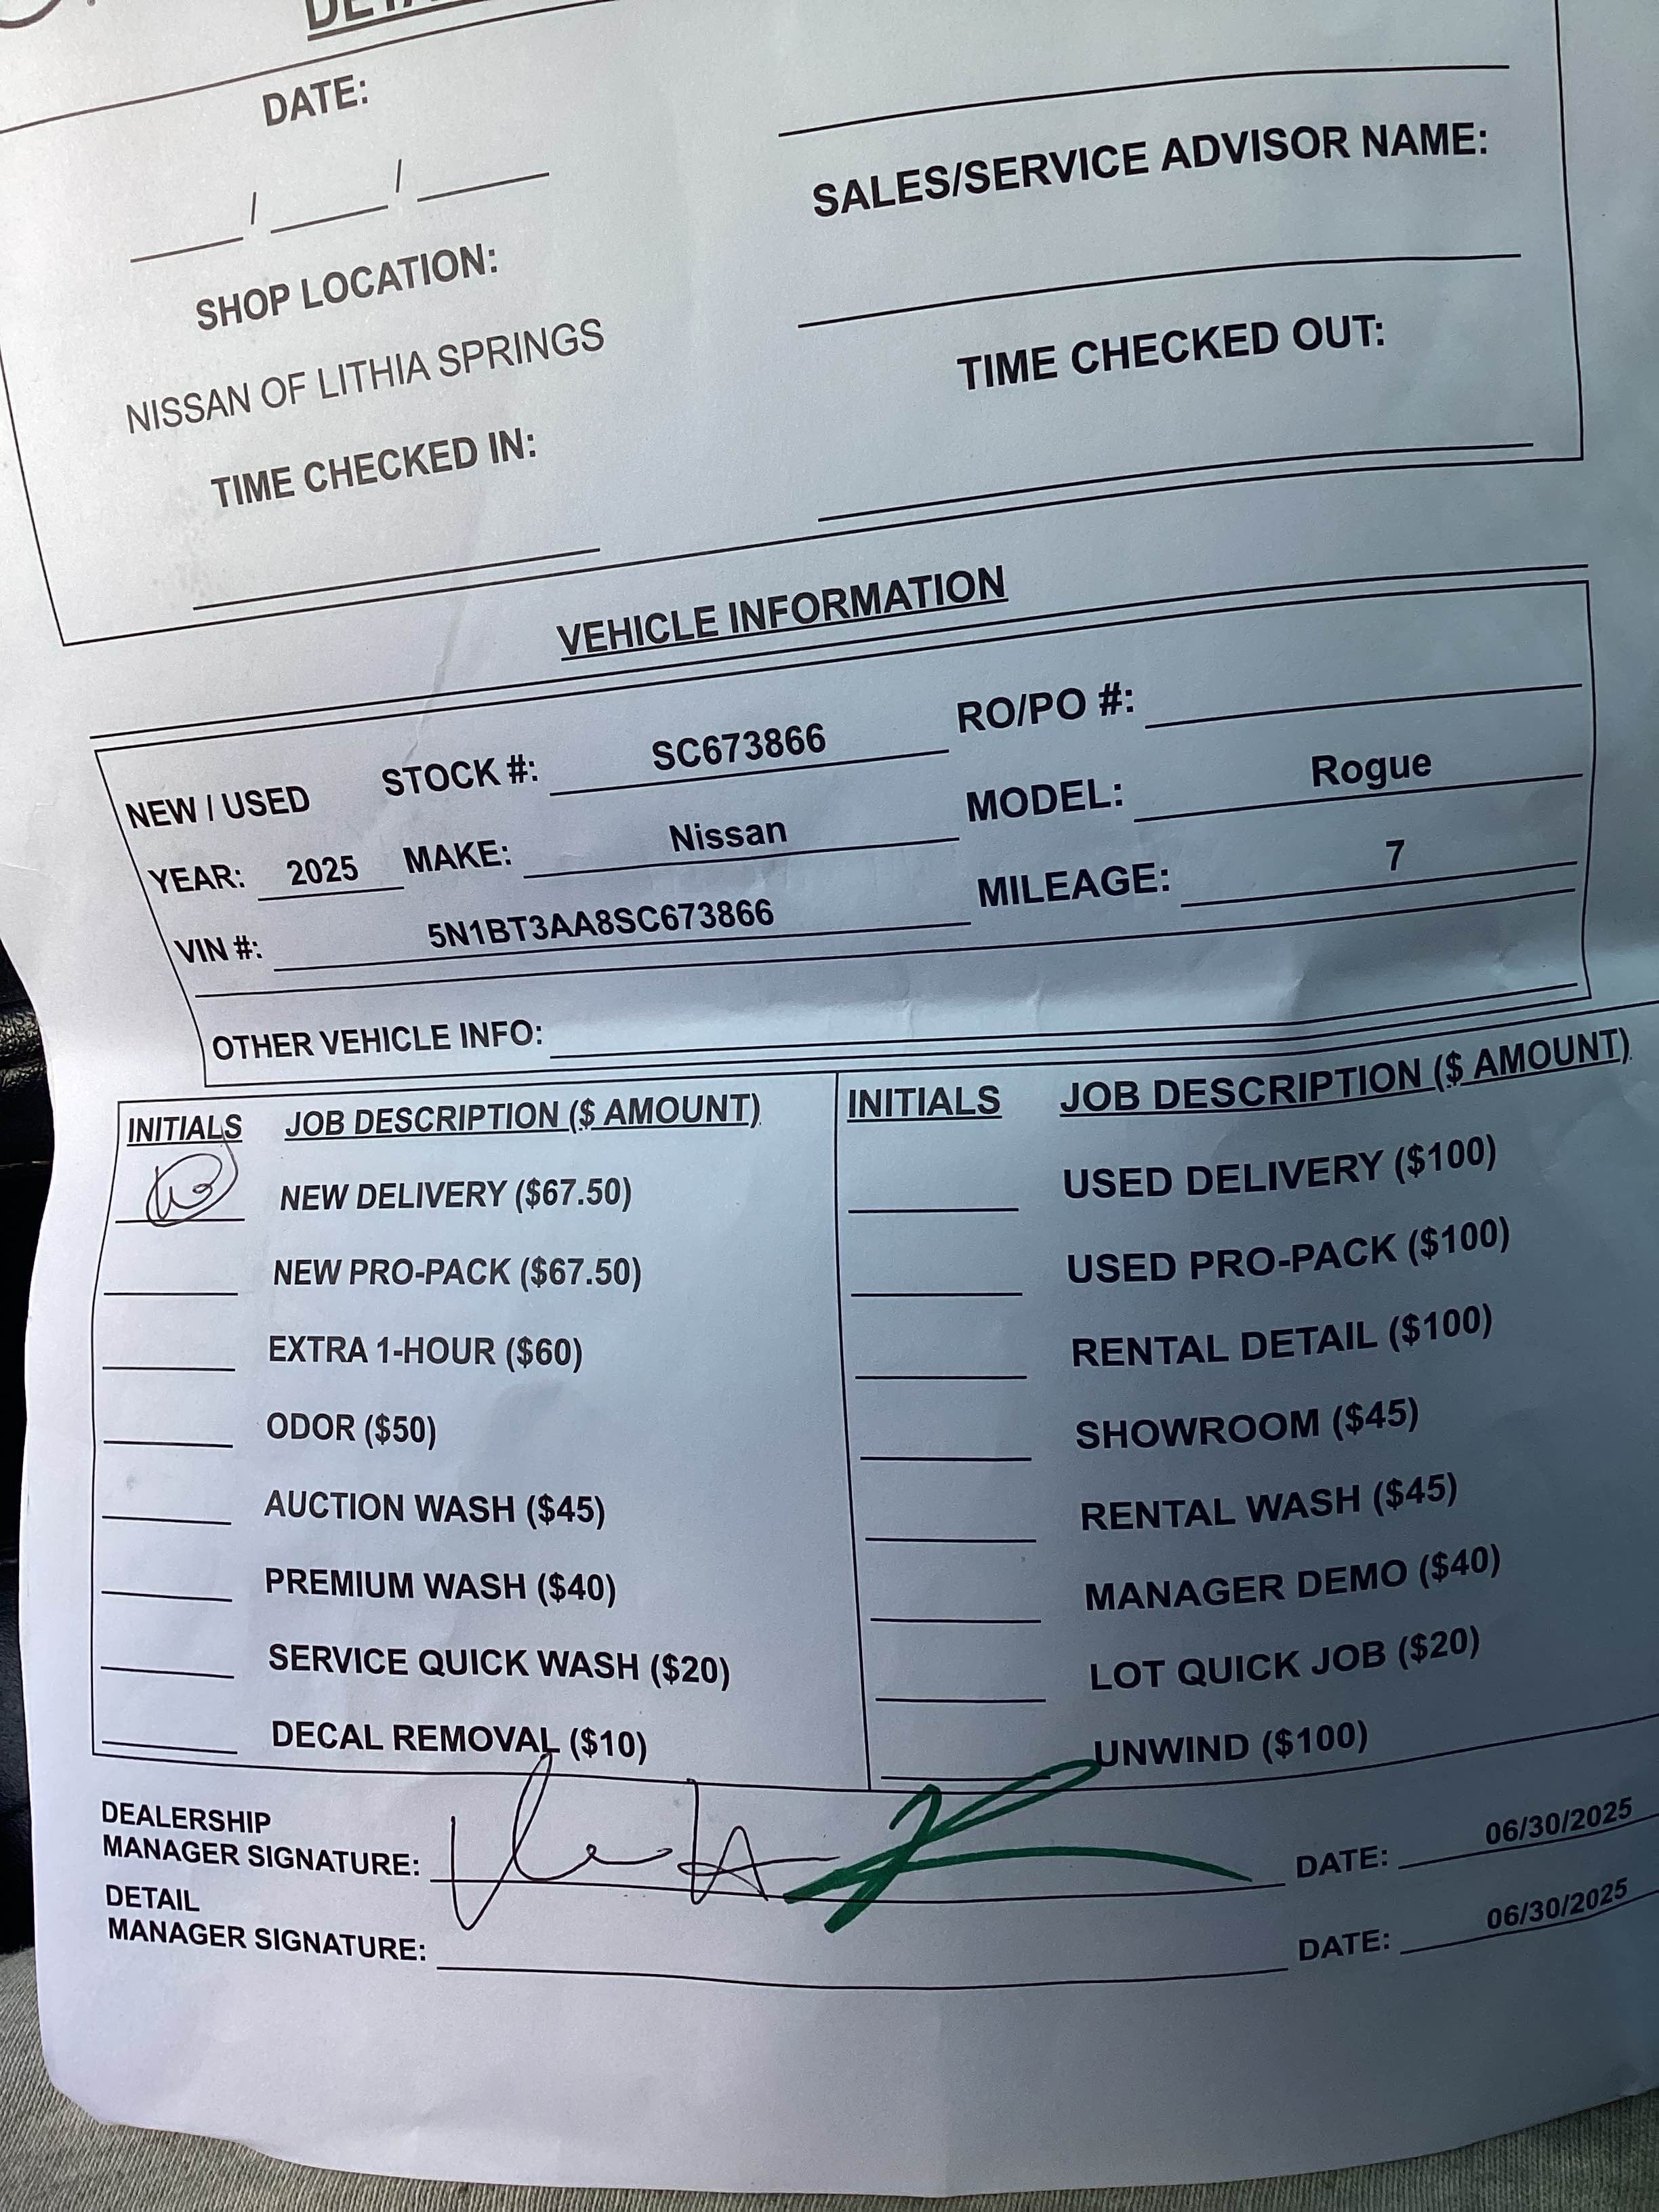 DATE:
/ /
SALES/SERVICE ADVISOR NAME:
SHOP LOCATION:
NISSAN OF LITHIA SPRINGS
TIME CHECKED OUT:
TIME CHECKED IN:
VEHICLE INFORMATION
NEW / USED STOCK #: SC673866 RO/PO #:
YEAR: 2025 MAKE: Nissan MODEL: Rogue
VIN #: 5N1BT3AA8SC673866 MILEAGE: 7
OTHER VEHICLE INFO:
INITIALS JOB DESCRIPTION ($ AMOUNT) INITIALS JOB DESCRIPTION ($ AMOUNT)
NEW DELIVERY ($67.50) USED DELIVERY ($100)
NEW PRO-PACK ($67.50) USED PRO-PACK ($100)
EXTRA 1-HOUR ($60) RENTAL DETAIL ($100)
ODOR ($50) SHOWROOM ($45)
AUCTION WASH ($45) RENTAL WASH ($45)
PREMIUM WASH ($40) MANAGER DEMO ($40)
SERVICE QUICK WASH ($20) LOT QUICK JOB ($20)
DECAL REMOVAL ($10) UNWIND ($100)
DEALERSHIP
MANAGER SIGNATURE: DATE: 06/30/2025
DETAIL
MANAGER SIGNATURE: DATE: 06/30/2025